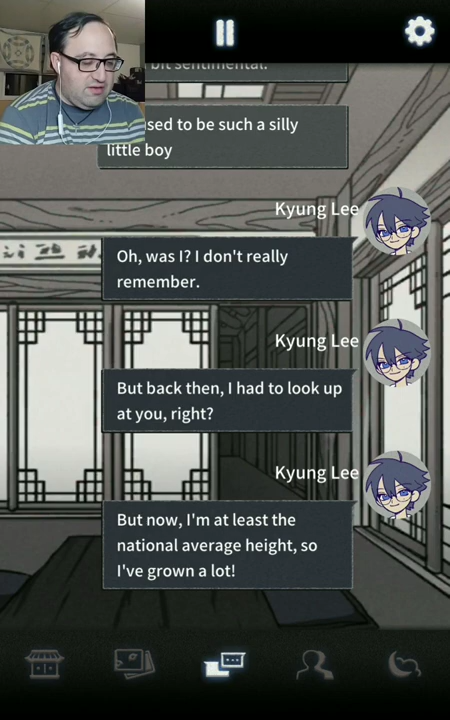 bit sentimental.
used to be such a silly
little boy
Kyung Lee
Oh, was I? I don't really
remember.
Kyung Lee
But back then, I had to look up
at you, right?
Kyung Lee
But now, I'm at least the
national average height, so
I've grown a lot!